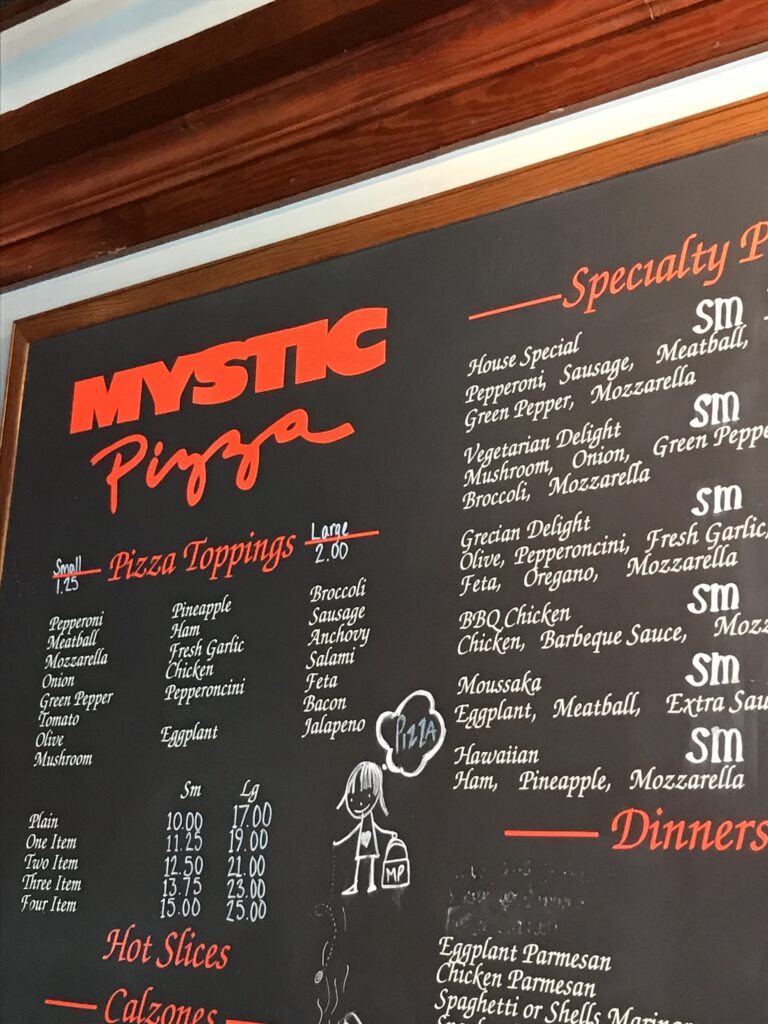 MYSTIC
Pizza
Small
1.25
Pizza Toppings
Large
2.00
Pepperoni
Meatball
Mozzarella
Onion
Green Pepper
Tomato
Olive
Mushroom
Pineapple
Ham
Fresh Garlic
Chicken
Pepperoncini
Eggplant
Broccoli
Sausage
Anchovy
Salami
Feta
Bacon
Jalapeno
PIZZA
MP
Sm Lg
Plain 10.00 17.00
One Item 11.25 19.00
Two Item 12.50 21.00
Three Item 13.75 23.00
Four Item 15.00 25.00
Hot Slices
Calzones
Specialty P
House Special sm
Pepperoni, Sausage, Meatball,
Green Pepper, Mozzarella
Vegetarian Delight sm
Mushroom, Onion, Green Peppe
Broccoli, Mozzarella
Grecian Delight sm
Olive, Pepperoncini, Fresh Garlic,
Feta, Oregano, Mozzarella
BBQ Chicken sm
Chicken, Barbeque Sauce, Mozz
Moussaka sm
Eggplant, Meatball, Extra Sau
Hawaiian sm
Ham, Pineapple, Mozzarella
Dinners
Eggplant Parmesan
Chicken Parmesan
Spaghetti or Shells Marinar